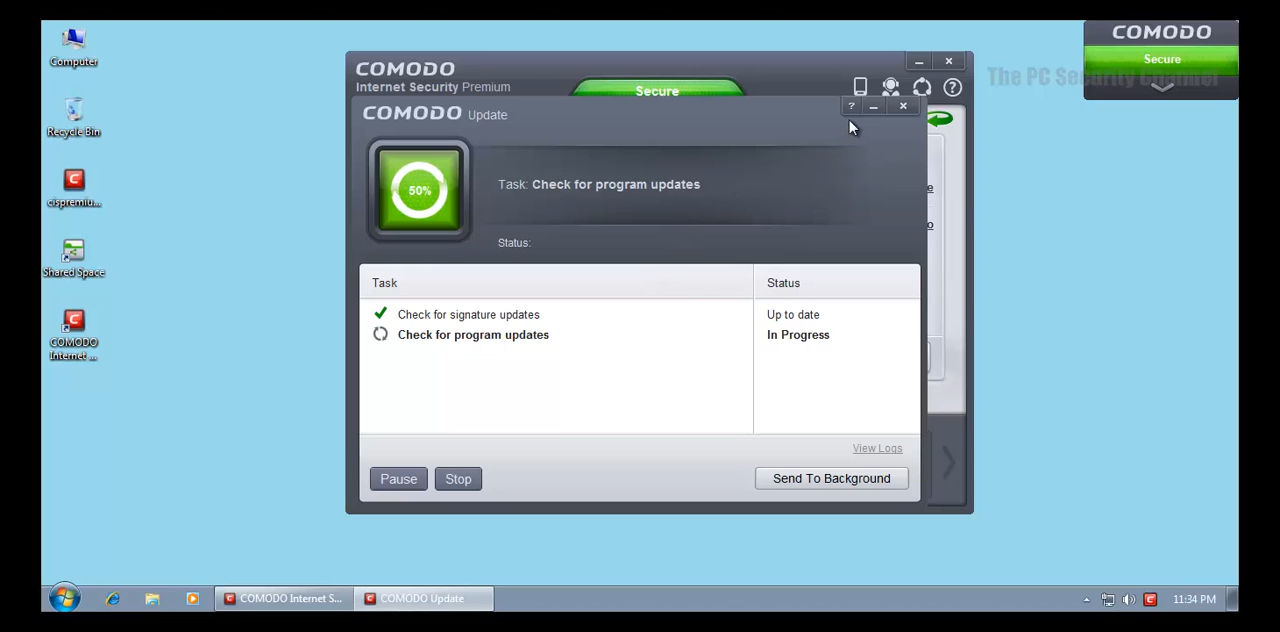 Computer
Recycle Bin
cispremiu...
Shared Space
COMODO
Internet ...
COMODO
Internet Security Premium
Secure
COMODO Update
50%
Task: Check for program updates
Status:
Task
Status
Check for signature updates
Up to date
Check for program updates
In Progress
View Logs
Pause
Stop
Send To Background
COMODO
Secure
The PC Security Channel
COMODO Internet S...
COMODO Update
11:34 PM